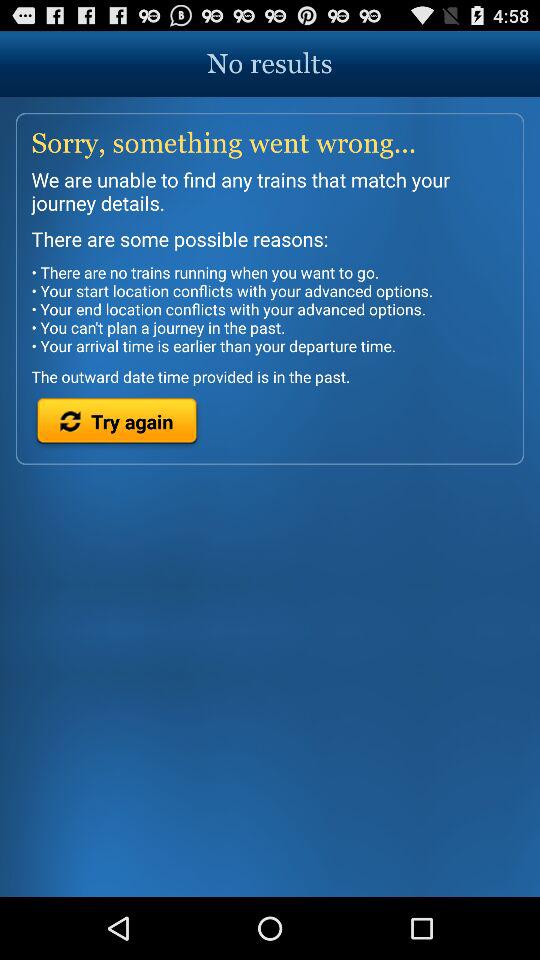 4:58
No results
Sorry, something went wrong...
We are unable to find any trains that match your
journey details.
There are some possible reasons:
• There are no trains running when you want to go.
• Your start location conflicts with your advanced options.
• Your end location conflicts with your advanced options.
• You can't plan a journey in the past.
• Your arrival time is earlier than your departure time.
The outward date time provided is in the past.
Try again